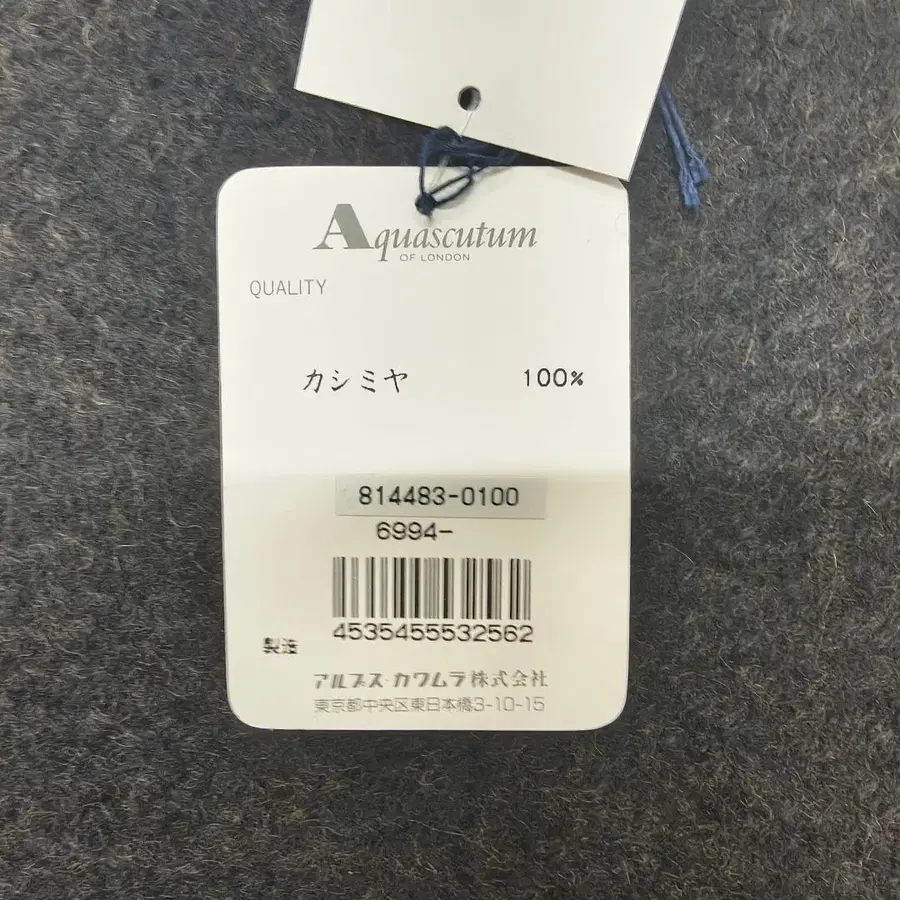 Aquascutum
OF LONDON
QUALITY
カシミヤ 100%
814483-0100
6994-
4535455532562
製造
アルプス・カワムラ株式会社
東京都中央区東日本橋3-10-15